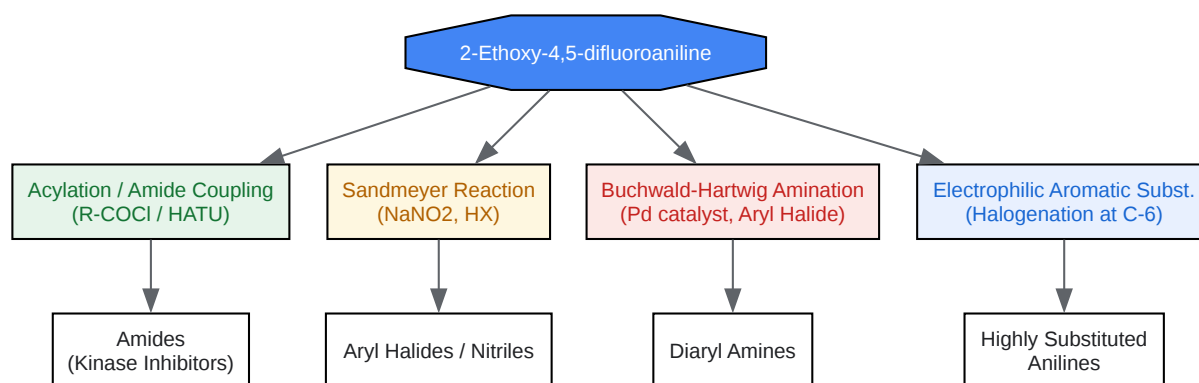 2-Ethoxy-4,5-difluoroaniline
Acylation / Amide Coupling
(R-COCl / HATU)
Sandmeyer Reaction
(NaNO2, HX)
Buchwald-Hartwig Amination
(Pd catalyst, Aryl Halide)
Electrophilic Aromatic Subst.
(Halogenation at C-6)
Amides
(Kinase Inhibitors)
Aryl Halides / Nitriles
Diaryl Amines
Highly Substituted
Anilines